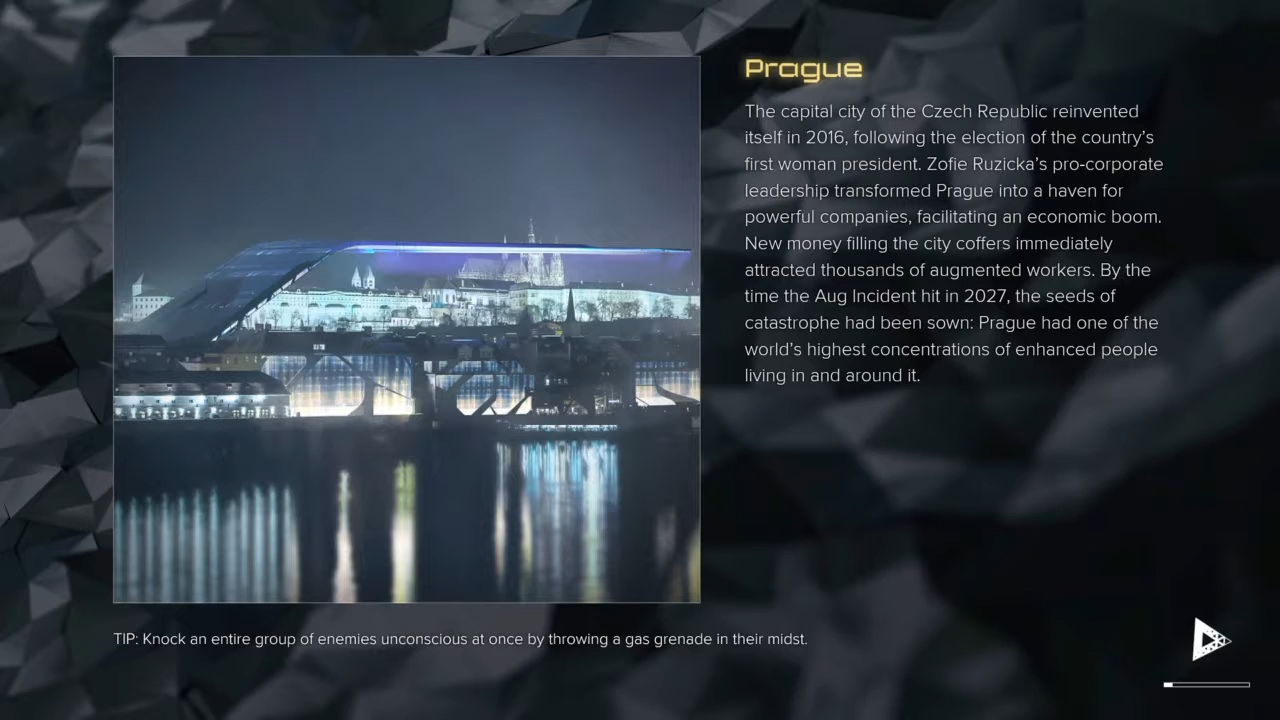 Prague
The capital city of the Czech Republic reinvented
itself in 2016, following the election of the country's
first woman president. Zofie Ruzicka's pro-corporate
leadership transformed Prague into a haven for
powerful companies, facilitating an economic boom.
New money filling the city coffers immediately
attracted thousands of augmented workers. By the
time the Aug Incident hit in 2027, the seeds of
catastrophe had been sown: Prague had one of the
world's highest concentrations of enhanced people
living in and around it.
TIP: Knock an entire group of enemies unconscious at once by throwing a gas grenade in their midst.